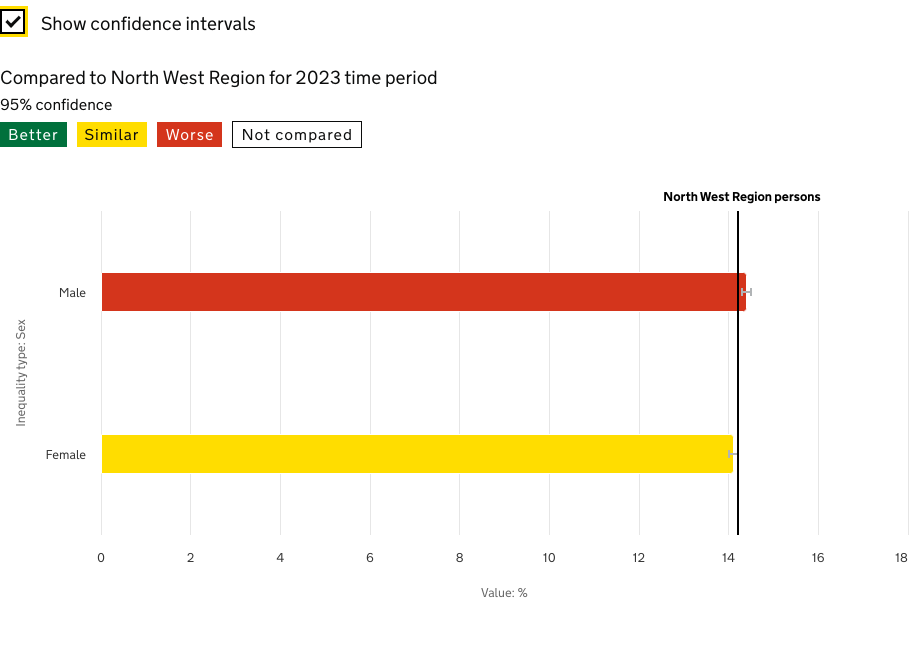 Show confidence intervals
Compared to North West Region for 2023 time period
95% confidence
Better Similar Worse Not compared
North West Region persons
Male
Inequality type: Sex
Female
0 2 4 6 8 10 12 14 16 18
Value: %